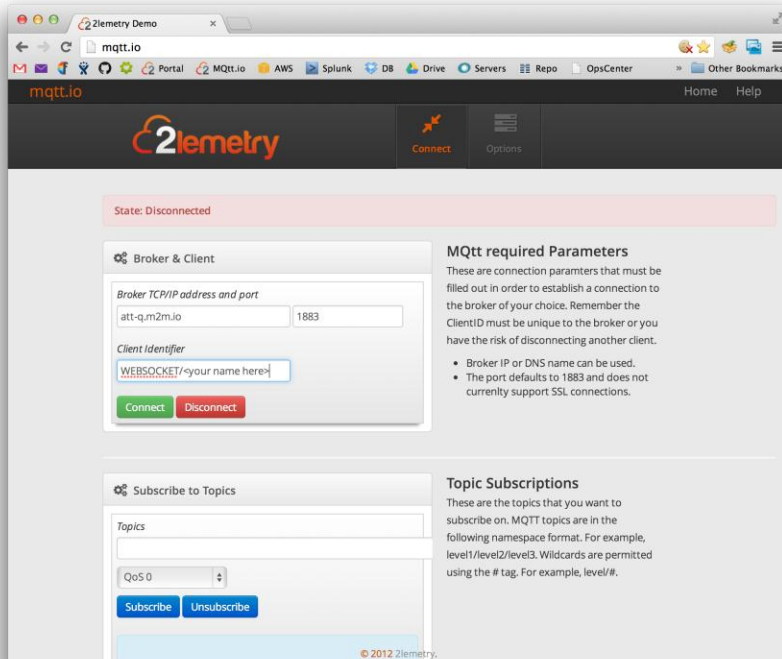 2lemetry Demo
mqtt.io
Portal MQtt.io AWS Splunk DB Drive Servers Repo OpsCenter » Other Bookmarks
mqtt.io Home Help
2lemetry
Connect Options
State: Disconnected
Broker & Client
Broker TCP/IP address and port
att-q.m2m.io 1883
Client Identifier
WEBSOCKET/<your name here>
Connect Disconnect
MQtt required Parameters
These are connection paramters that must be
filled out in order to establish a connection to
the broker of your choice. Remember the
ClientID must be unique to the broker or you
have the risk of disconnecting another client.
• Broker IP or DNS name can be used.
• The port defaults to 1883 and does not
currenlty support SSL connections.
Subscribe to Topics
Topics
QoS 0
Subscribe Unsubscribe
Topic Subscriptions
These are the topics that you want to
subscribe on. MQTT topics are in the
following namespace format. For example,
level1/level2/level3. Wildcards are permitted
using the # tag. For example, level/#.
© 2012 2lemetry.